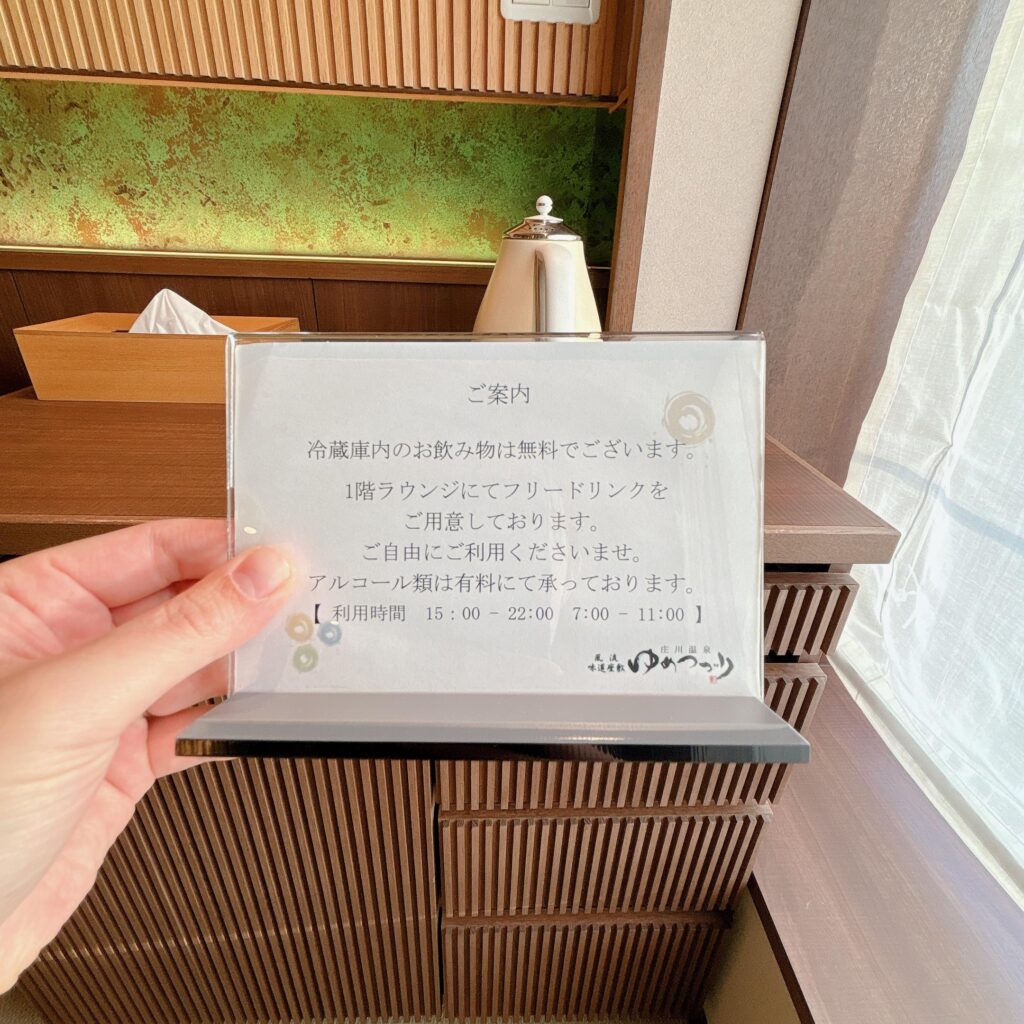 ご案内
冷蔵庫内のお飲み物は無料でございます。
1階ラウンジにてフリードリンクを
ご用意しております。
ご自由にご利用くださいませ。
アルコール類は有料にて承っております。
【 利用時間　15：00 − 22:00　7:00 − 11:00 】
庄川温泉
風流
味道座敷 ゆめつづり